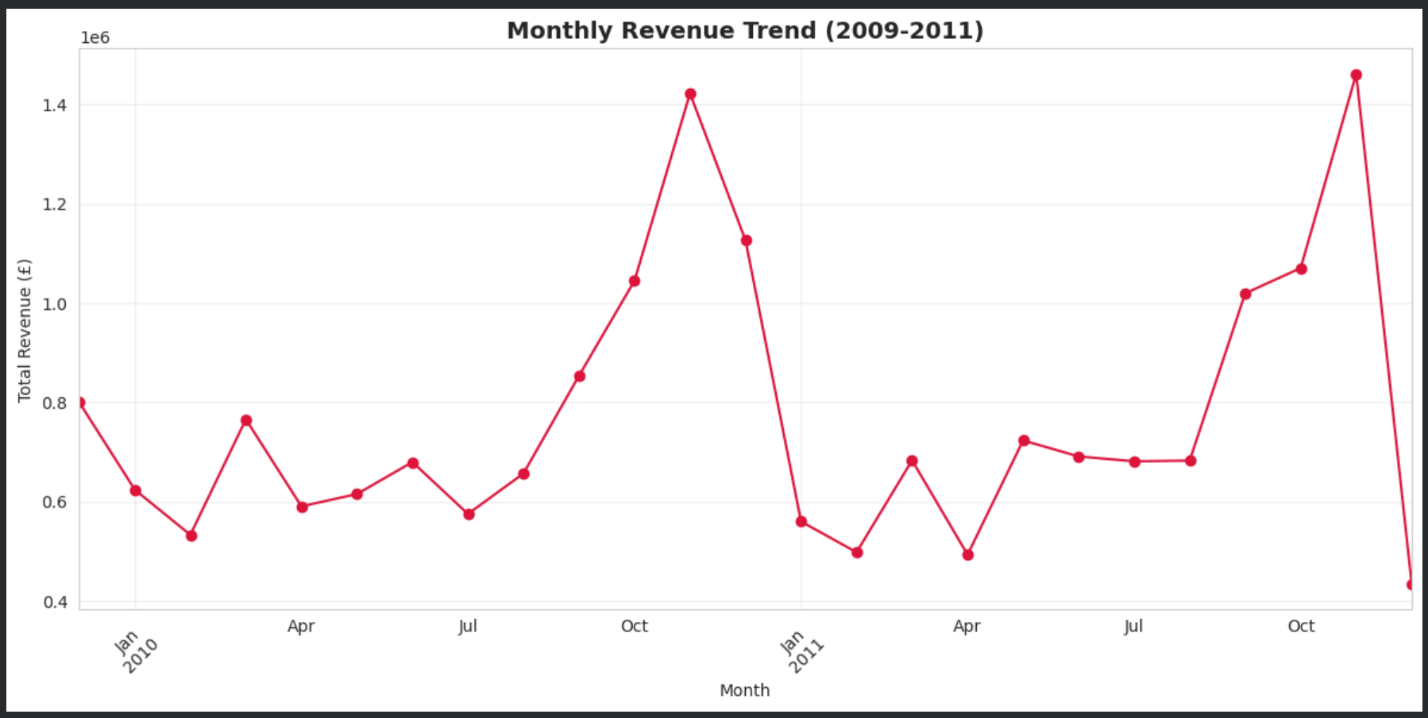 Monthly Revenue Trend (2009-2011)
1e6
1.4
1.2
1.0
0.8
0.6
0.4
Total Revenue (£)
Jan
2010
Apr
Jul
Oct
Jan
2011
Apr
Jul
Oct
Month